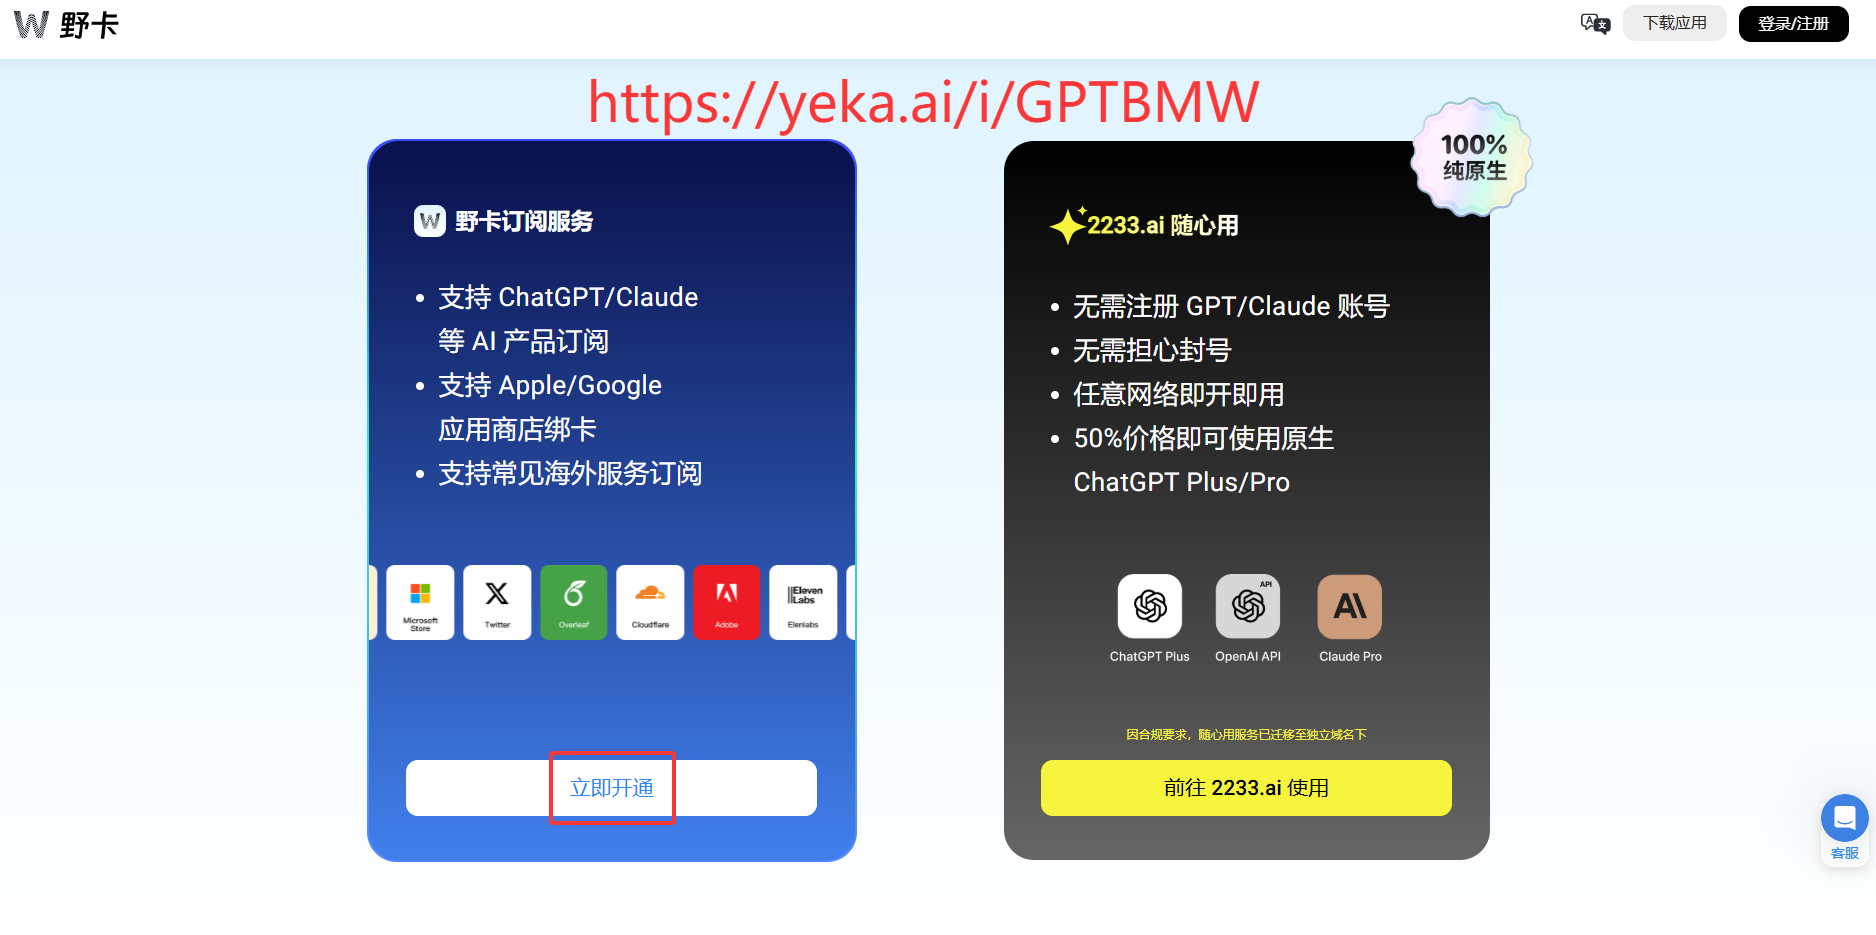 野卡
下载应用
登录/注册
https://yeka.ai/i/GPTBMW
野卡订阅服务
支持 ChatGPT/Claude
等 AI 产品订阅
支持 Apple/Google
应用商店绑卡
支持常见海外服务订阅
Microsoft
Store
Twitter
Overleaf
Cloudflare
Adobe
ElevenLabs
Elenlabs
立即开通
100%
纯原生
2233.ai 随心用
无需注册 GPT/Claude 账号
无需担心封号
任意网络即开即用
50%价格即可使用原生
ChatGPT Plus/Pro
API
ChatGPT Plus
OpenAI API
Claude Pro
因合规要求，随心用服务已迁移至独立域名下
前往 2233.ai 使用
客服